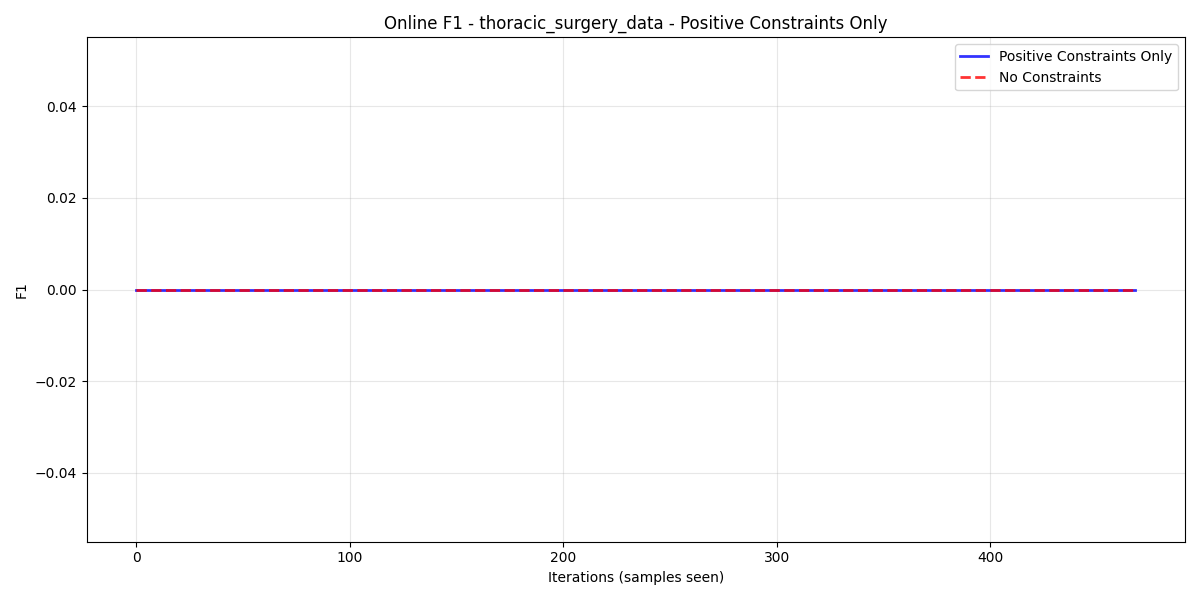 Online F1 - thoracic_surgery_data - Positive Constraints Only
Positive Constraints Only
No Constraints
F1
0.04
0.02
0.00
−0.02
−0.04
0
100
200
300
400
Iterations (samples seen)